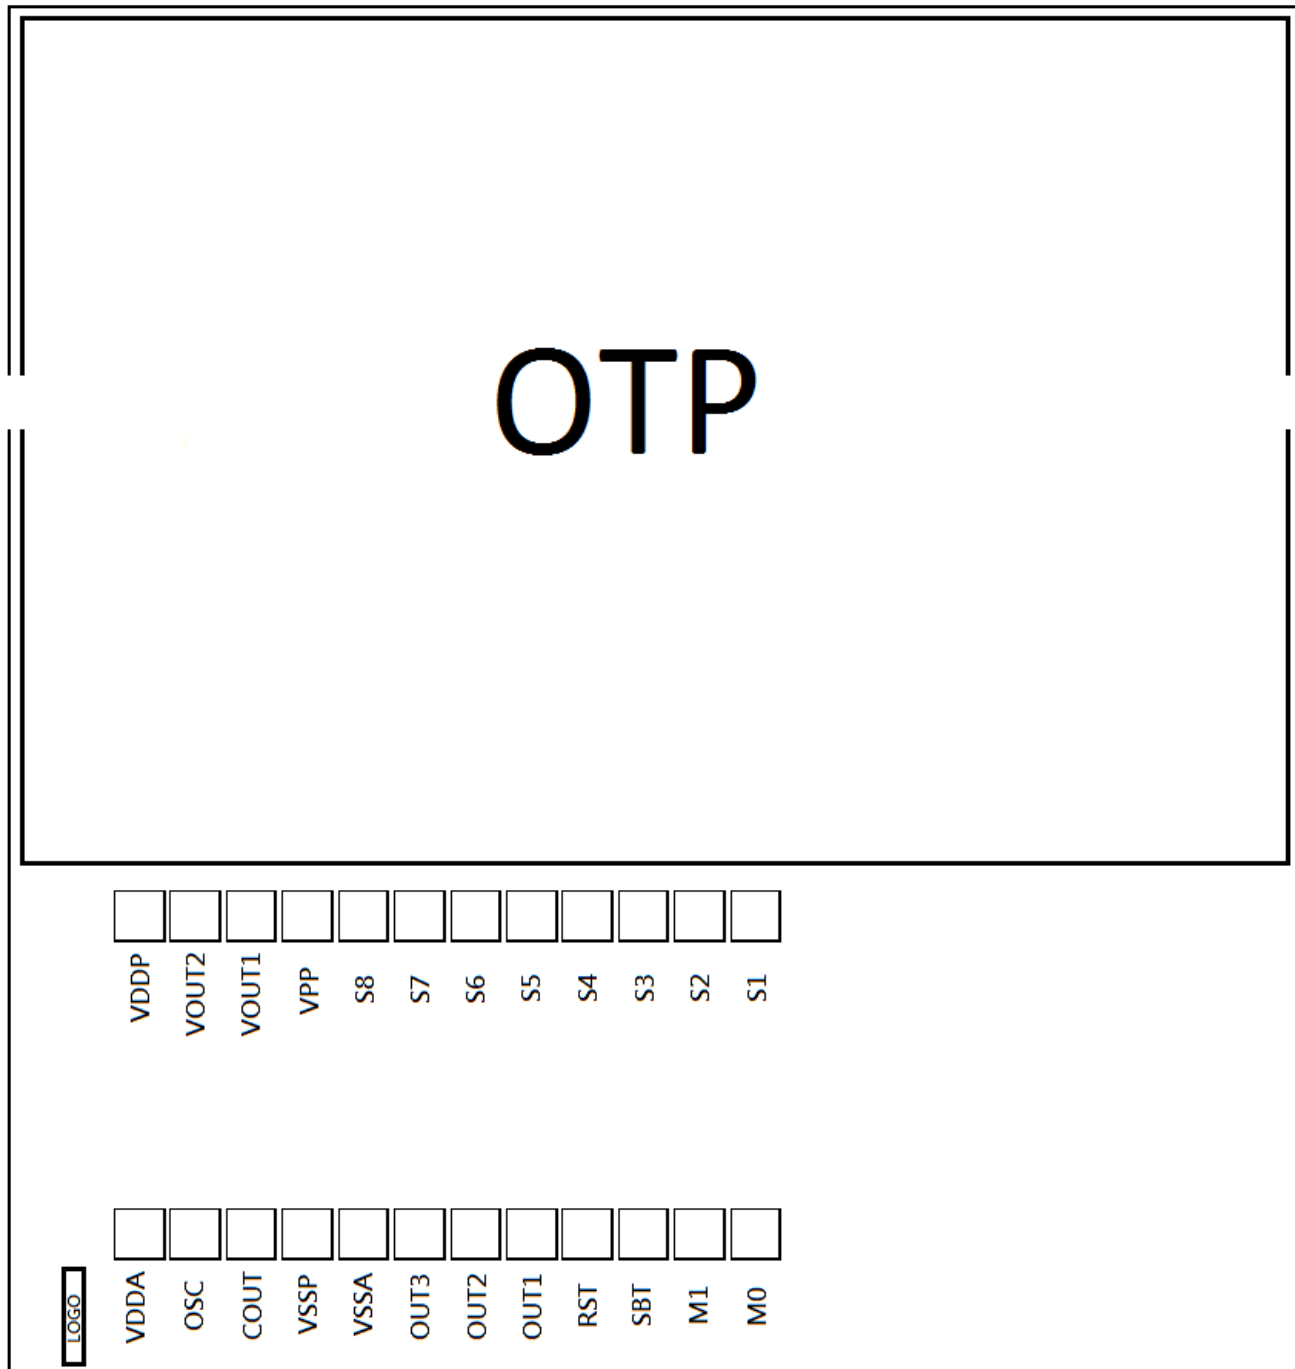 OTP
VDDP
VOUT2
VOUT1
VPP
S8
S7
S6
S5
S4
S3
S2
S1
VDDA
OSC
COUT
VSSP
VSSA
OUT3
OUT2
OUT1
RST
SBT
M1
M0
LOGO